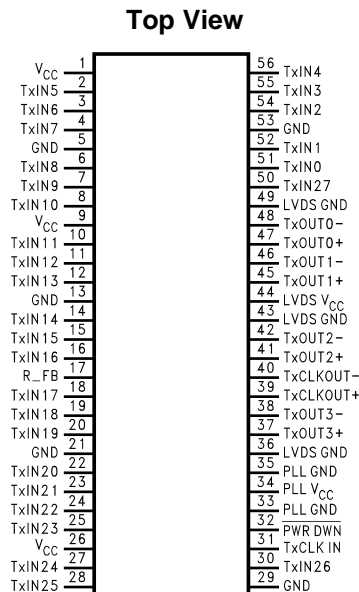 Top View
V_CC 1
TxIN5 2
TxIN6 3
TxIN7 4
GND 5
TxIN8 6
TxIN9 7
TxIN10 8
V_CC 9
TxIN11 10
TxIN12 11
TxIN13 12
GND 13
TxIN14 14
TxIN15 15
TxIN16 16
R_FB 17
TxIN17 18
TxIN18 19
TxIN19 20
GND 21
TxIN20 22
TxIN21 23
TxIN22 24
TxIN23 25
V_CC 26
TxIN24 27
TxIN25 28
56 TxIN4
55 TxIN3
54 TxIN2
53 GND
52 TxIN1
51 TxIN0
50 TxIN27
49 LVDS GND
48 TxOUT0-
47 TxOUT0+
46 TxOUT1-
45 TxOUT1+
44 LVDS V_CC
43 LVDS GND
42 TxOUT2-
41 TxOUT2+
40 TxCLKOUT-
39 TxCLKOUT+
38 TxOUT3-
37 TxOUT3+
36 LVDS GND
35 PLL GND
34 PLL V_CC
33 PLL GND
32 PWR DWN
31 TxCLK IN
30 TxIN26
29 GND